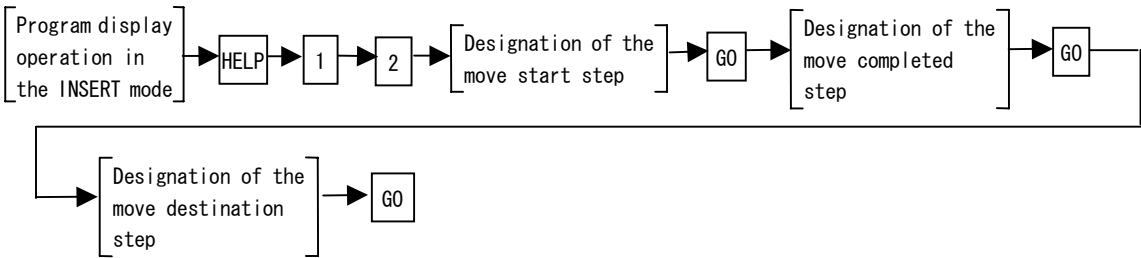 Program display
operation in
the INSERT mode
HELP
1
2
Designation of the
move start step
GO
Designation of the
move completed
step
GO
Designation of the
move destination
step
GO